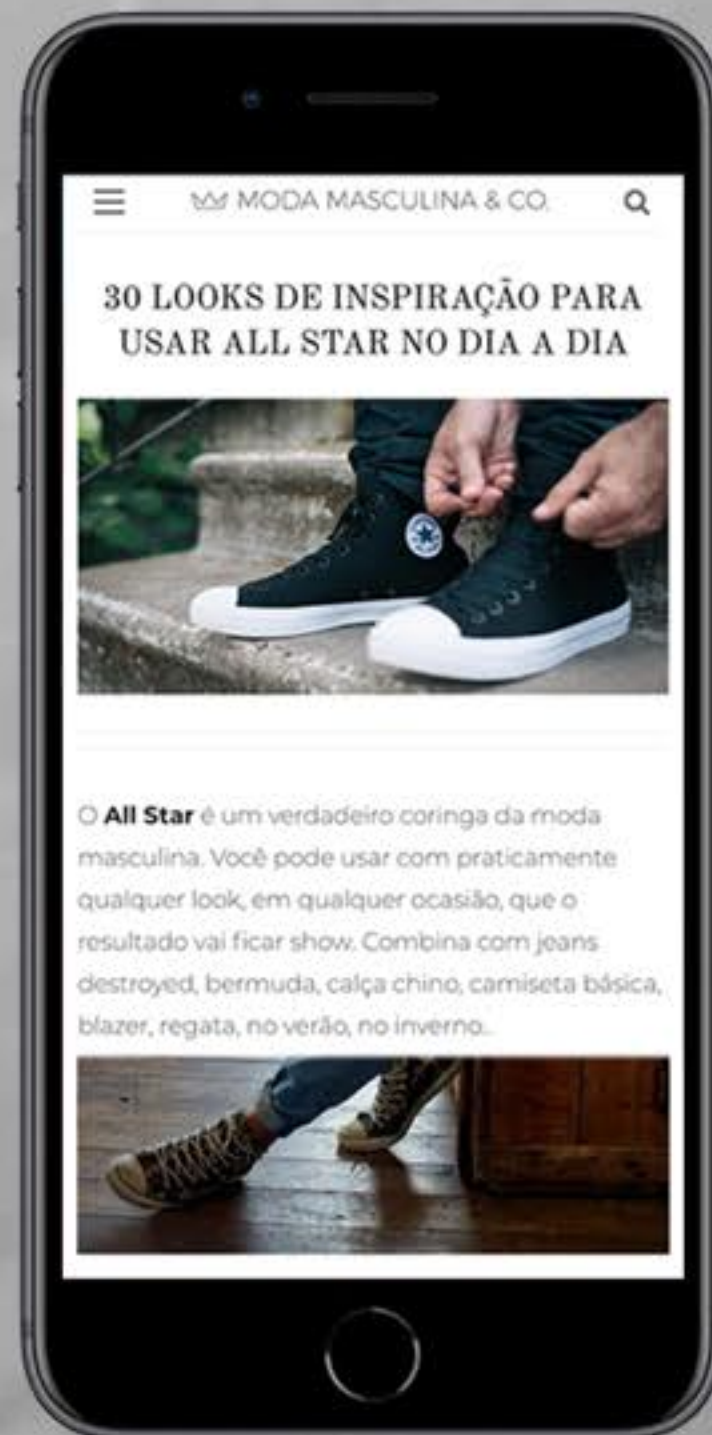 MODA MASCULINA & CO.
30 LOOKS DE INSPIRAÇÃO PARA
USAR ALL STAR NO DIA A DIA
O All Star é um verdadeiro coringa da moda
masculina. Você pode usar com praticamente
qualquer look, em qualquer ocasião, que o
resultado vai ficar show. Combina com jeans
destroyed, bermuda, calça chino, camiseta básica,
blazer, regata, no verão, no inverno...